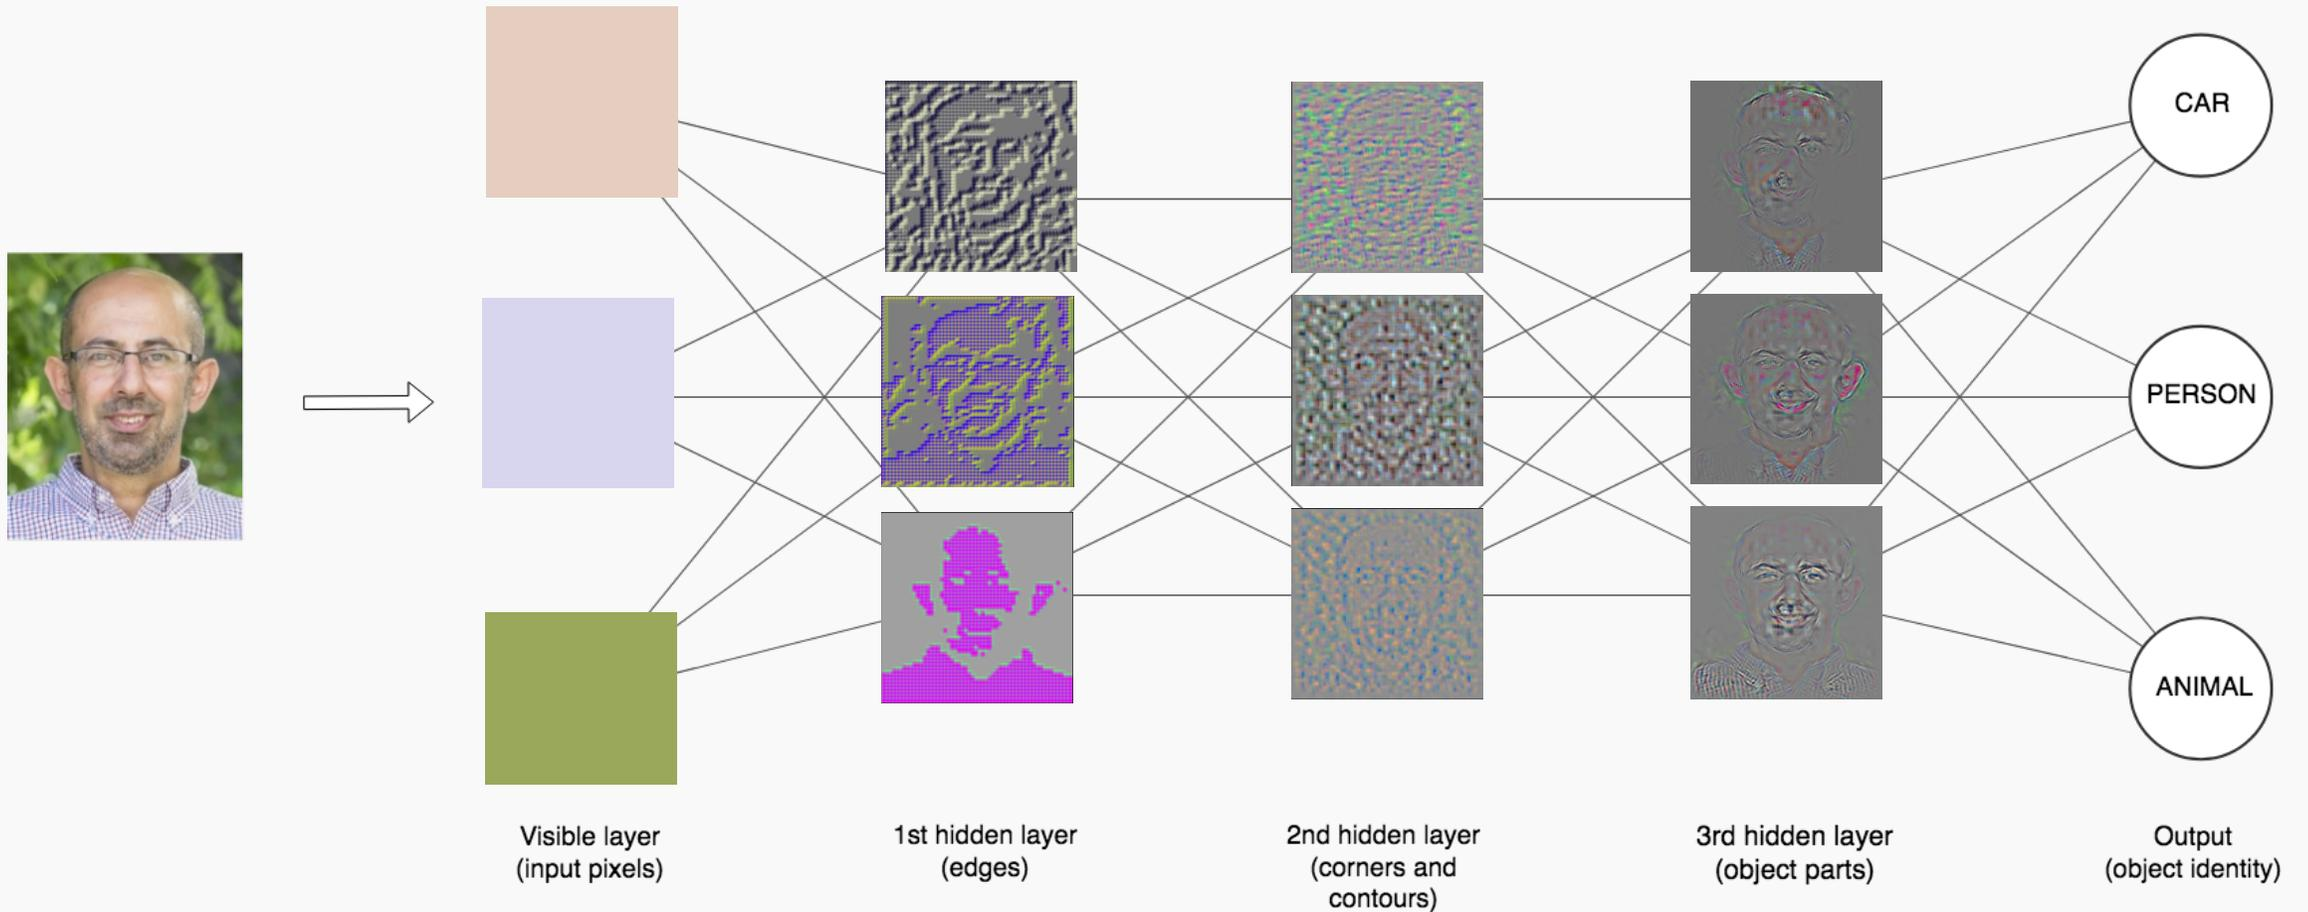 CAR
PERSON
ANIMAL
Visible layer
(input pixels)
1st hidden layer
(edges)
2nd hidden layer
(corners and
contours)
3rd hidden layer
(object parts)
Output
(object identity)